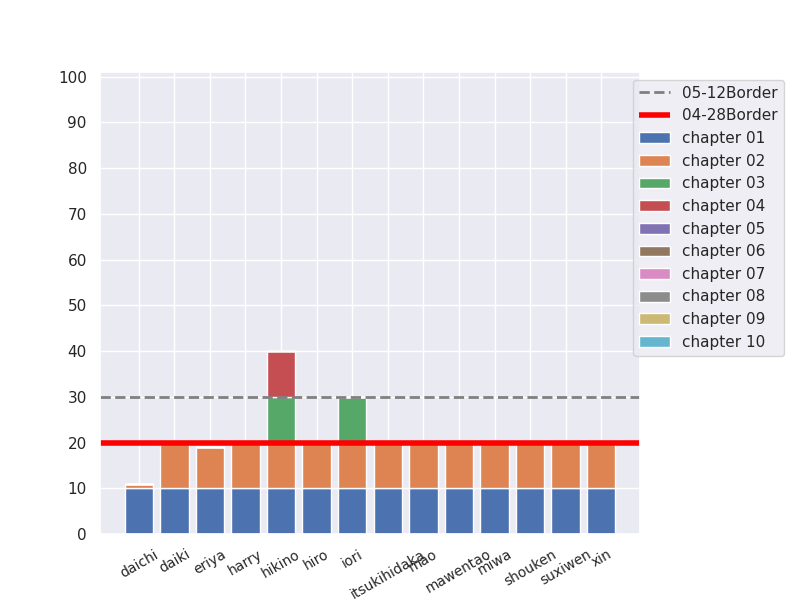 100
90
80
70
60
50
40
30
20
10
0
daichi
daiki
eriya
harry
hikino
hiro
iori
itsukihidaka
mao
mawentao
miwa
shouken
suxiwen
xin
05-12Border
04-28Border
chapter 01
chapter 02
chapter 03
chapter 04
chapter 05
chapter 06
chapter 07
chapter 08
chapter 09
chapter 10